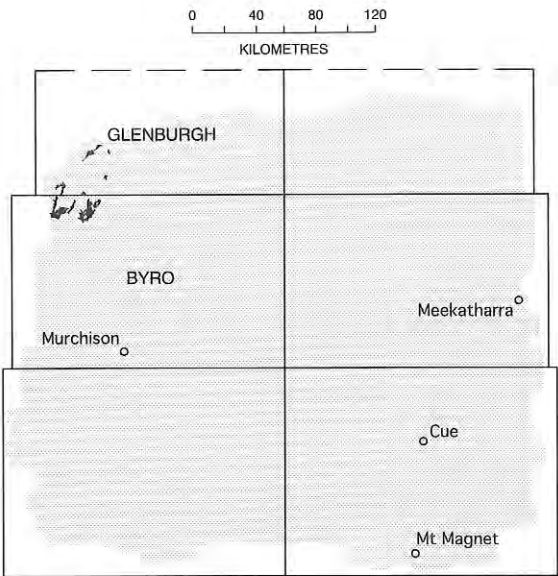 0 40 80 120
KILOMETRES
GLENBURGH
BYRO
Meekatharra
Murchison
Cue
Mt Magnet